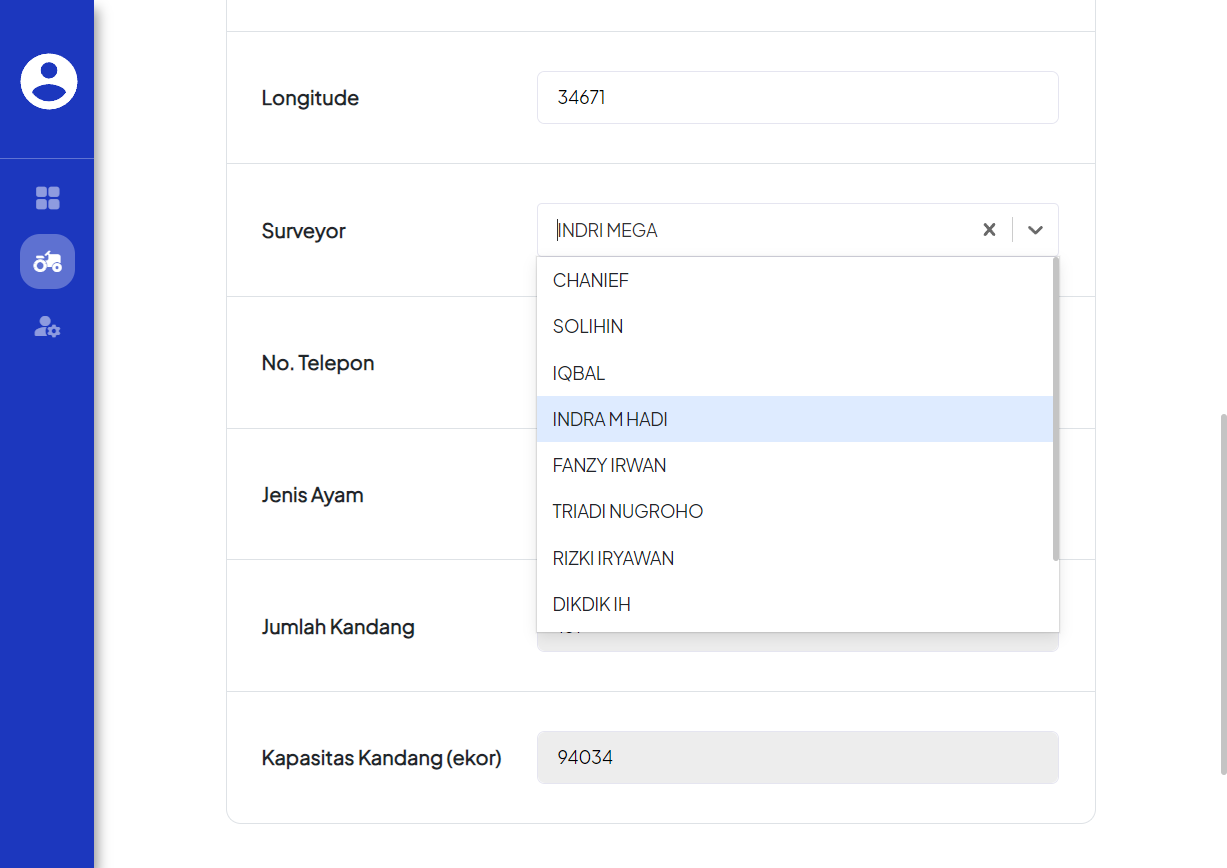 Longitude
34671
Surveyor
INDRI MEGA
CHANIEF
SOLIHIN
IQBAL
INDRA M HADI
FANZY IRWAN
TRIADI NUGROHO
RIZKI IRYAWAN
DIKDIK IH
No. Telepon
Jenis Ayam
Jumlah Kandang
Kapasitas Kandang (ekor)
94034